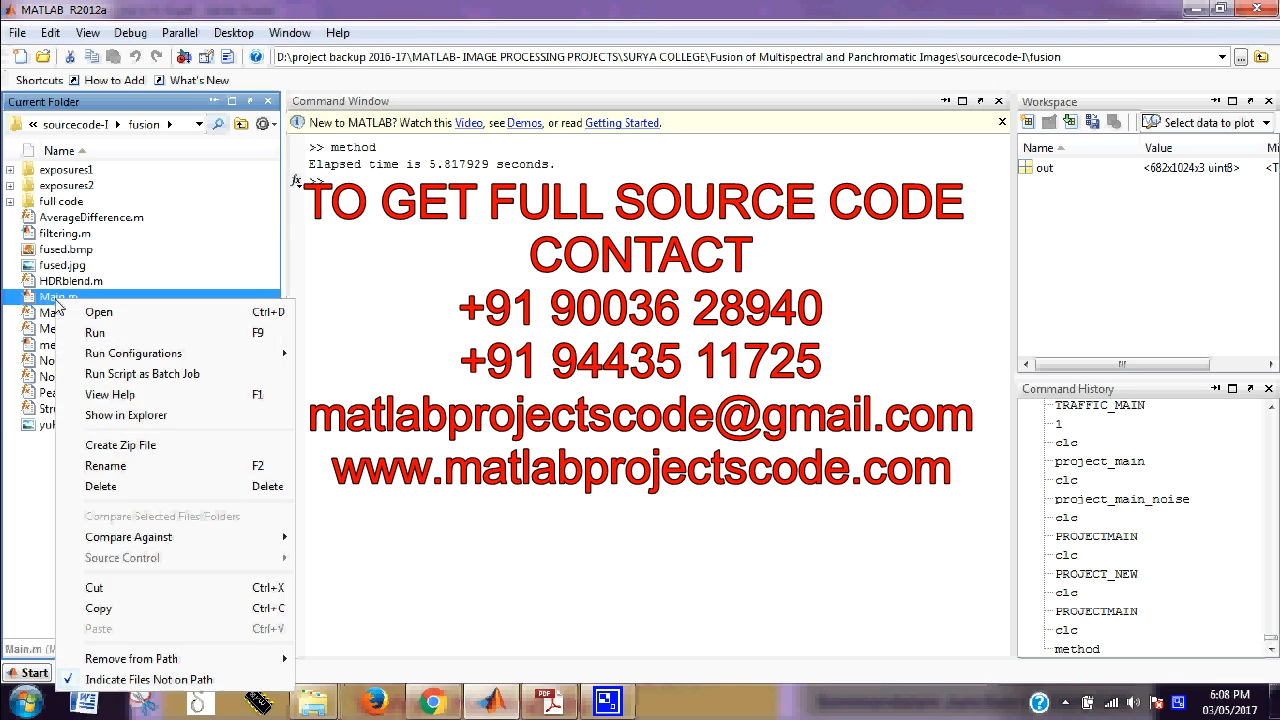 MATLAB R2012a
File Edit View Debug Parallel Desktop Window Help
D:\project backup 2016-17\MATLAB- IMAGE PROCESSING PROJECTS\SURYA COLLEGE\Fusion of Multispectral and Panchromatic Images\sourcecode-I\fusion
Shortcuts How to Add What's New
Current Folder
« sourcecode-I ▸ fusion ▸
Name
exposures1
exposures2
full code
AverageDifference.m
filtering.m
fused.bmp
fused.jpg
HDRblend.m
Main.m
Open Ctrl+D
Run F9
Run Configurations
Run Script as Batch Job
View Help F1
Show in Explorer
Create Zip File
Rename F2
Delete Delete
Compare Selected Files/Folders
Compare Against
Source Control
Cut Ctrl+X
Copy Ctrl+C
Paste Ctrl+V
Remove from Path
Indicate Files Not on Path
Start
Command Window
New to MATLAB? Watch this Video, see Demos, or read Getting Started.
>> method
Elapsed time is 5.817929 seconds.
fx >>
TO GET FULL SOURCE CODE
CONTACT
+91 90036 28940
+91 94435 11725
matlabprojectscode@gmail.com
www.matlabprojectscode.com
Workspace
Select data to plot
Name Value
out <682x1024x3 uint8>
Command History
TRAFFIC_MAIN
1
clc
project_main
clc
project_main_noise
clc
PROJECTMAIN
clc
PROJECT_NEW
clc
PROJECTMAIN
clc
method
6:08 PM
03/05/2017